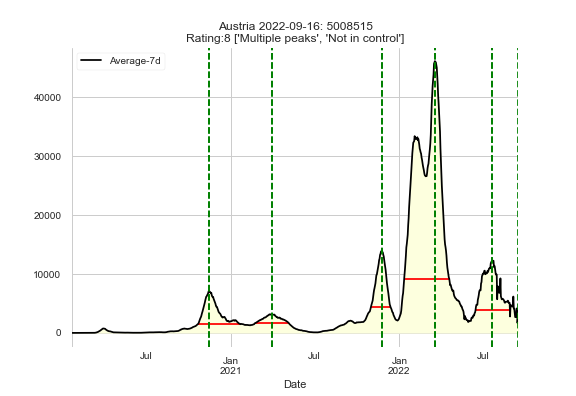 Austria 2022-09-16: 5008515
Rating:8 ['Multiple peaks', 'Not in control']
Average-7d
40000
30000
20000
10000
0
Jul
Jan
2021
Jul
Jan
2022
Jul
Date